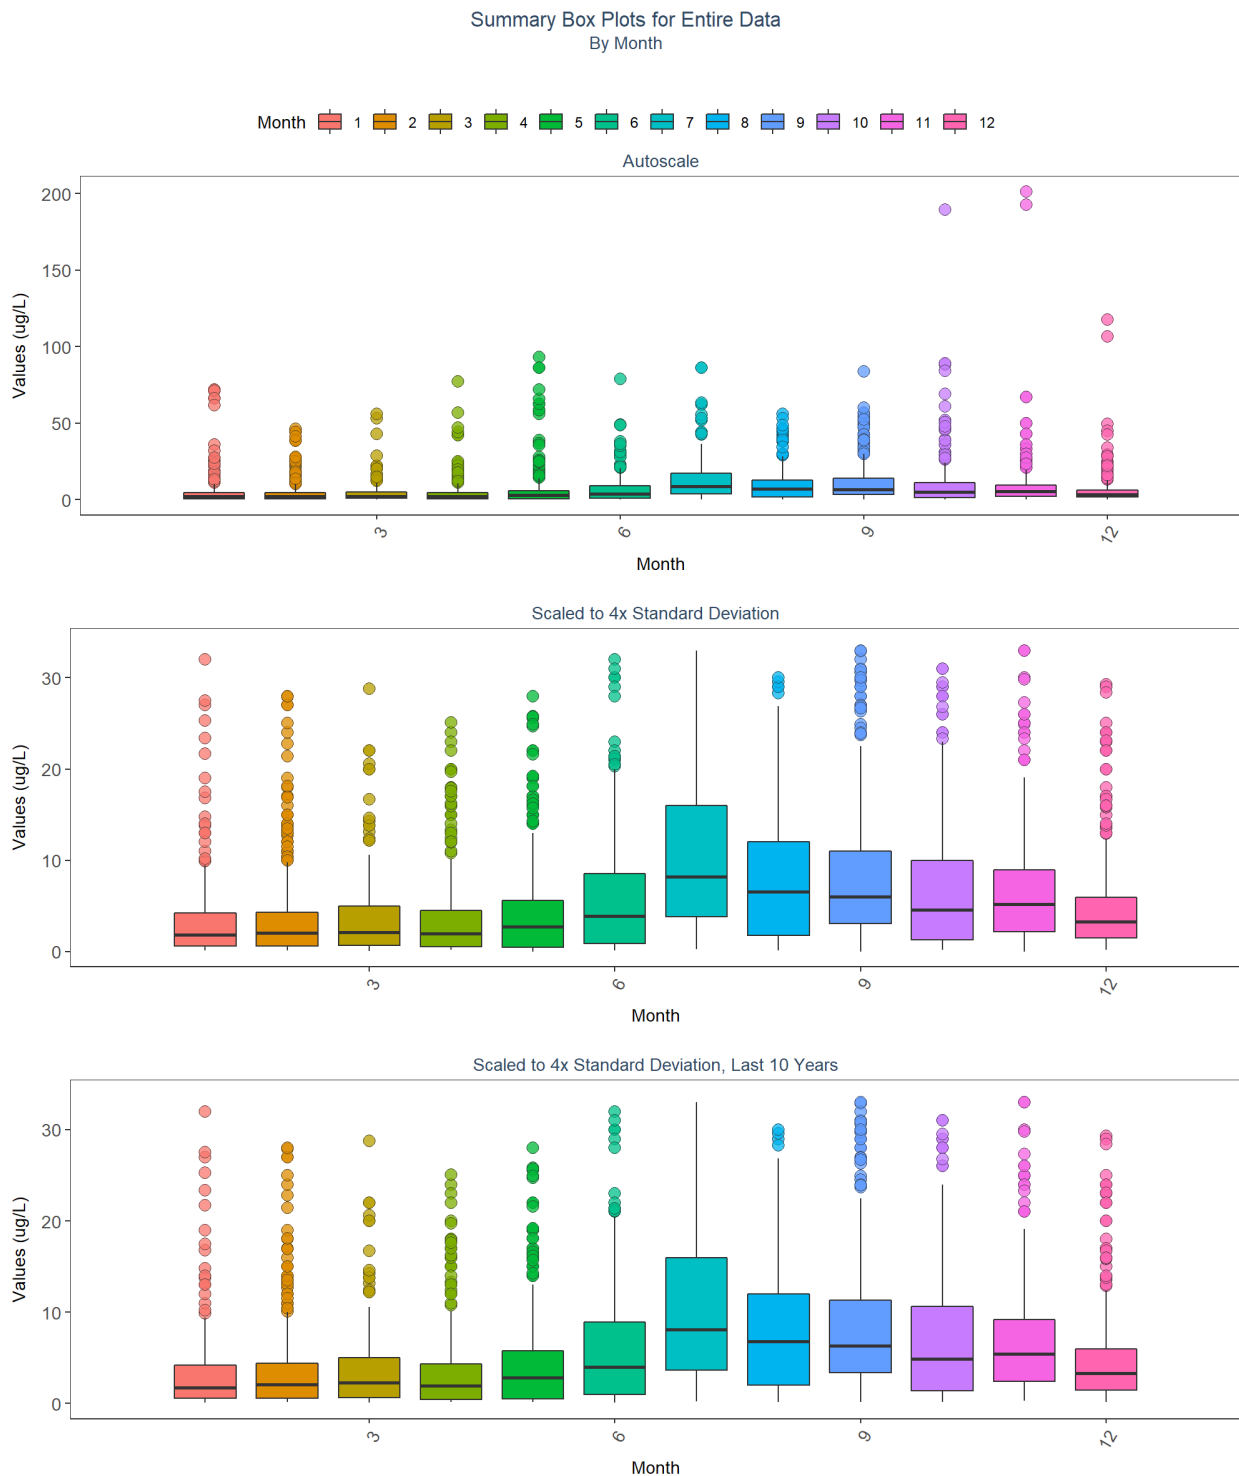 Summary Box Plots for Entire Data
By Month
Month 1 2 3 4 5 6 7 8 9 10 11 12
Autoscale
200
150
100
50
0
Values (ug/L)
3 6 9 12
Month
Scaled to 4x Standard Deviation
30
20
10
0
Values (ug/L)
3 6 9 12
Month
Scaled to 4x Standard Deviation, Last 10 Years
30
20
10
0
Values (ug/L)
3 6 9 12
Month